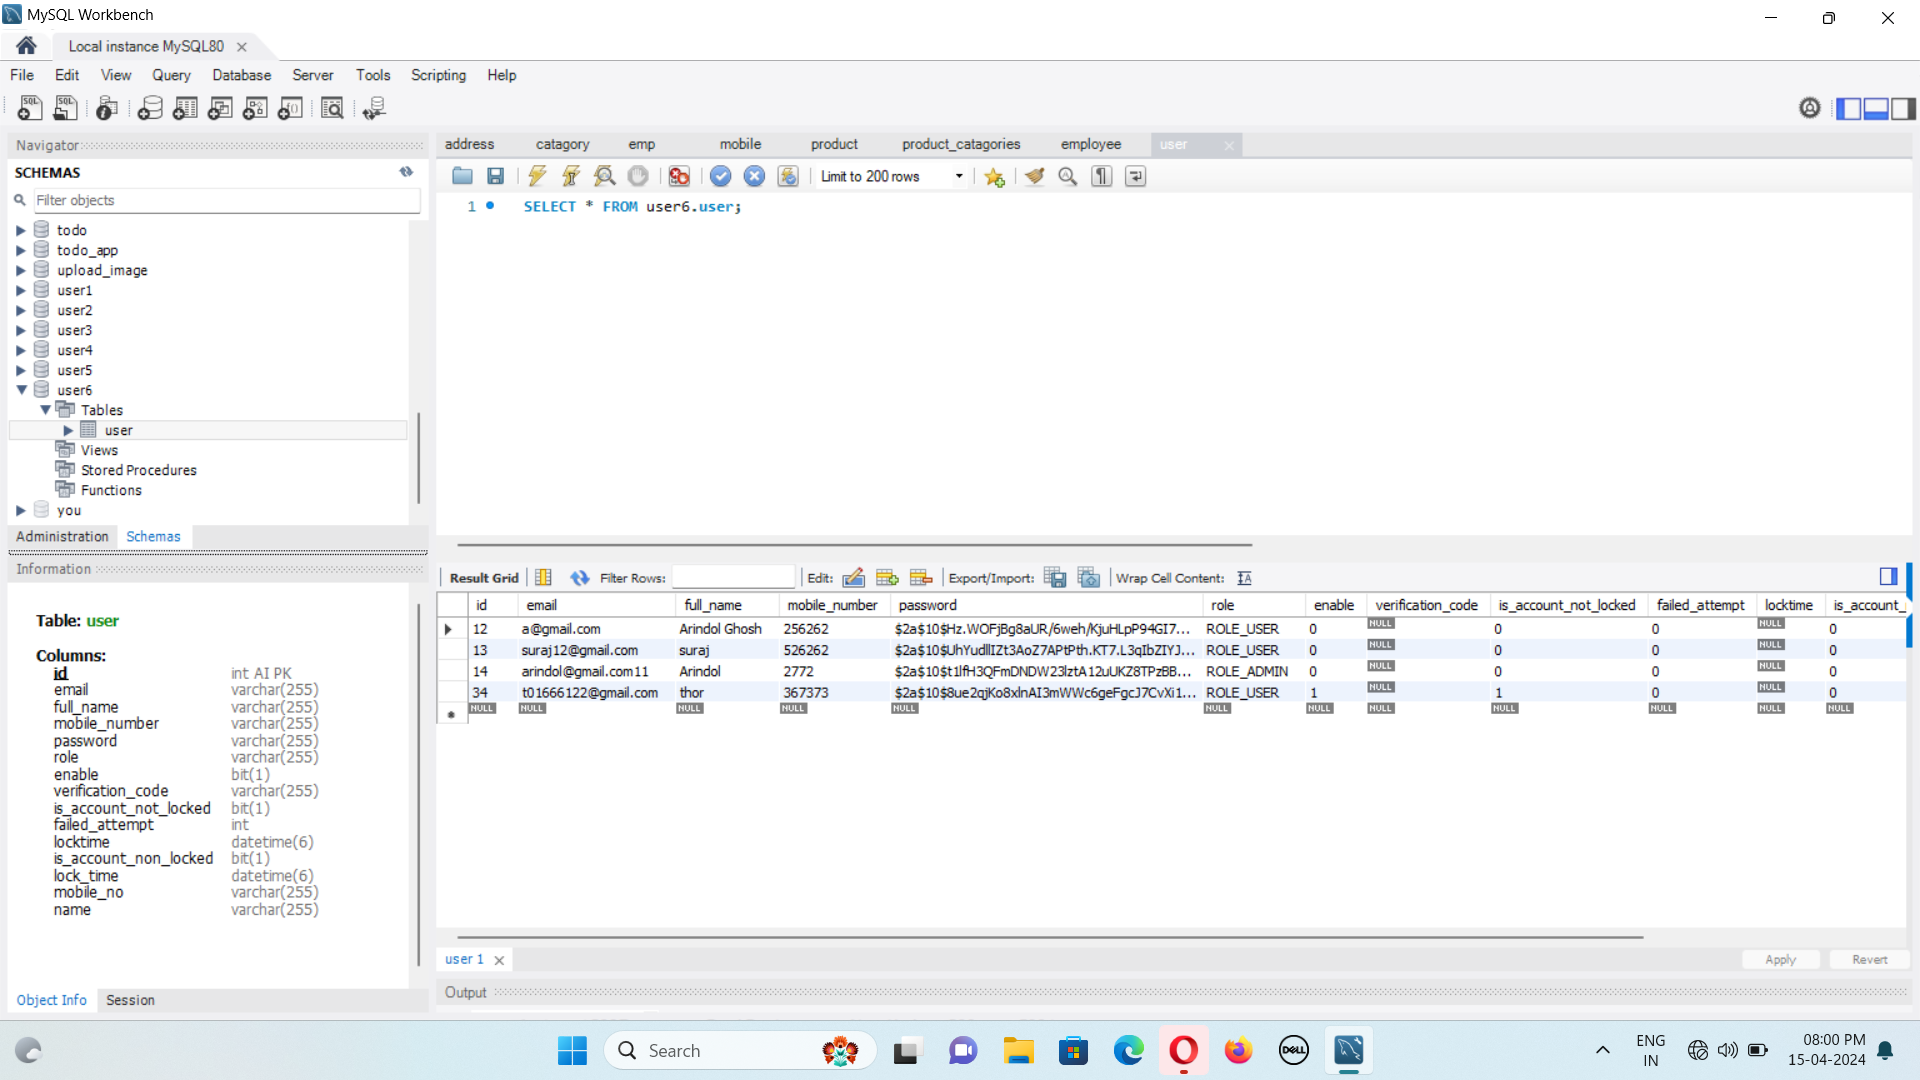 MySQL Workbench
Local instance MySQL80
File Edit View Query Database Server Tools Scripting Help
Navigator
SCHEMAS
Filter objects
todo
todo_app
upload_image
user1
user2
user3
user4
user5
user6
Tables
user
Views
Stored Procedures
Functions
you
Administration Schemas
Information
Table: user
Columns:
id int AI PK
email varchar(255)
full_name varchar(255)
mobile_number varchar(255)
password varchar(255)
role varchar(255)
enable bit(1)
verification_code varchar(255)
is_account_not_locked bit(1)
failed_attempt int
locktime datetime(6)
is_account_non_locked bit(1)
lock_time datetime(6)
mobile_no varchar(255)
name varchar(255)
Object Info Session
address catagory emp mobile product product_catagories employee user
Limit to 200 rows
1 SELECT * FROM user6.user;
Result Grid Filter Rows: Edit: Export/Import: Wrap Cell Content:
id email full_name mobile_number password role enable verification_code is_account_not_locked failed_attempt locktime is_account_
12 a@gmail.com Arindol Ghosh 256262 $2a$10$Hz.WOFjBg8aUR/6weh/KjuHLpP94GI7... ROLE_USER 0 NULL 0 0 NULL 0
13 suraj12@gmail.com suraj 526262 $2a$10$UhYudllIZt3AoZ7APtPth.KT7.L3qIbZIYJ... ROLE_USER 0 NULL 0 0 NULL 0
14 arindol@gmail.com11 Arindol 2772 $2a$10$t1lfH3QFmDNDW23lztA12uUKZ8TPzBB... ROLE_ADMIN 0 NULL 0 0 NULL 0
34 t01666122@gmail.com thor 367373 $2a$10$8ue2qjKo8xlnAI3mWWc6geFgcJ7CvXi1... ROLE_USER 1 NULL 1 0 NULL 0
NULL NULL NULL NULL NULL NULL NULL NULL NULL NULL NULL NULL
user 1
Apply Revert
Output
Search
DELL
ENG
IN
08:00 PM
15-04-2024